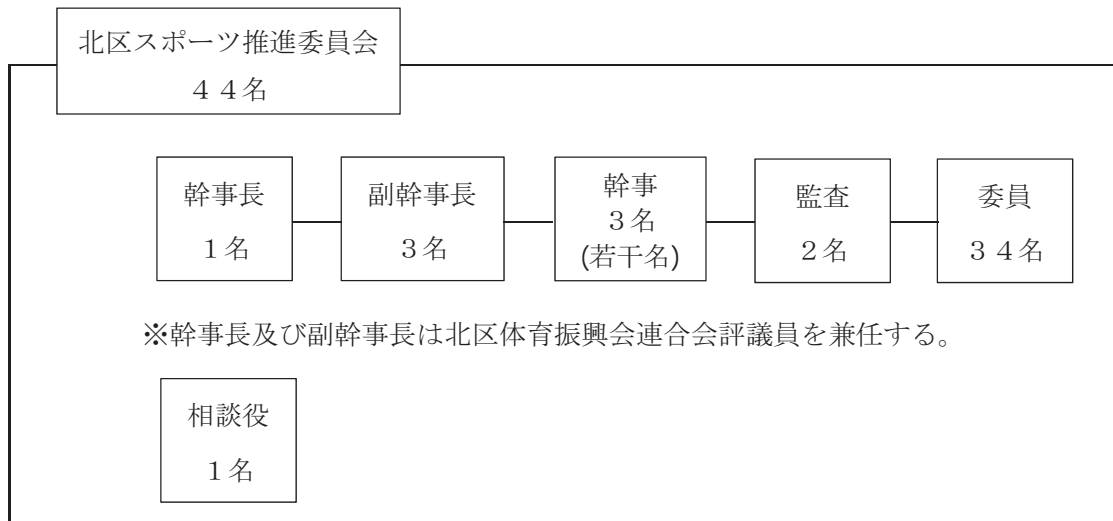 北区スポーツ推進委員会
４４名
幹事長
１名
副幹事長
３名
幹事
３名
(若干名)
監査
２名
委員
３４名
※幹事長及び副幹事長は北区体育振興会連合会評議員を兼任する。
相談役
１名